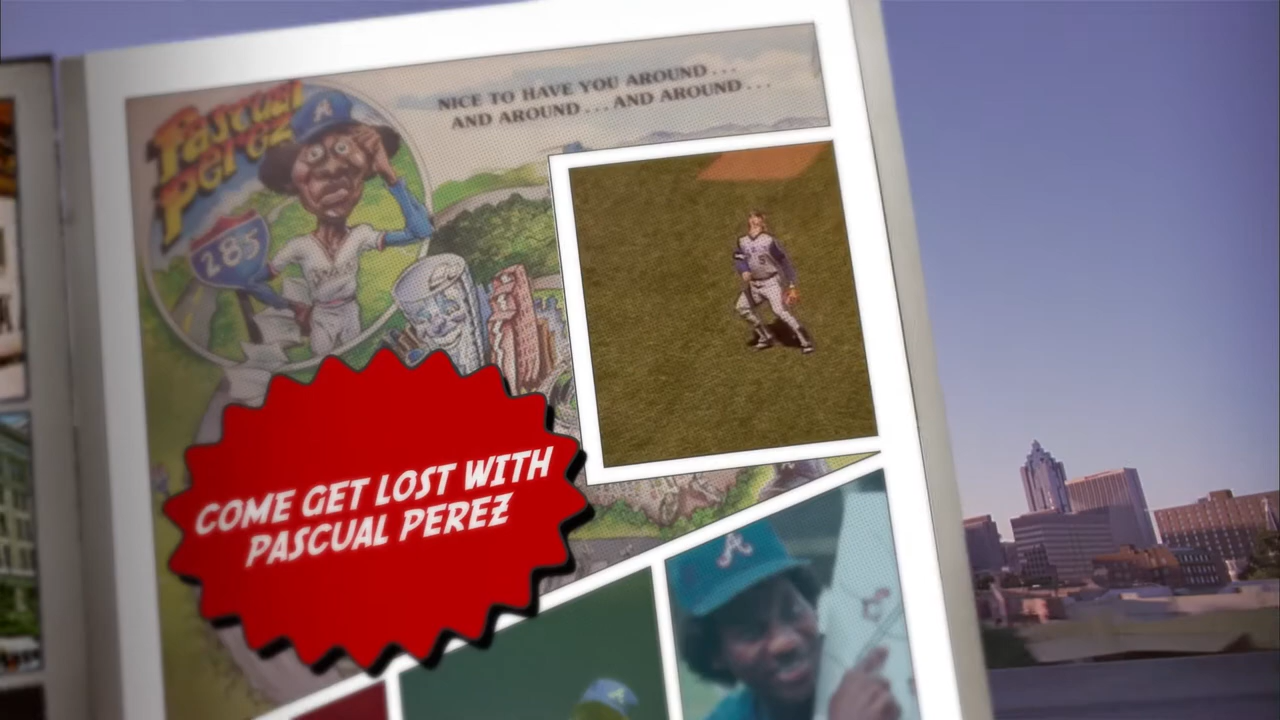 Pascual
Perez
NICE TO HAVE YOU AROUND...
AND AROUND...AND AROUND...
285
COME GET LOST WITH
PASCUAL PEREZ